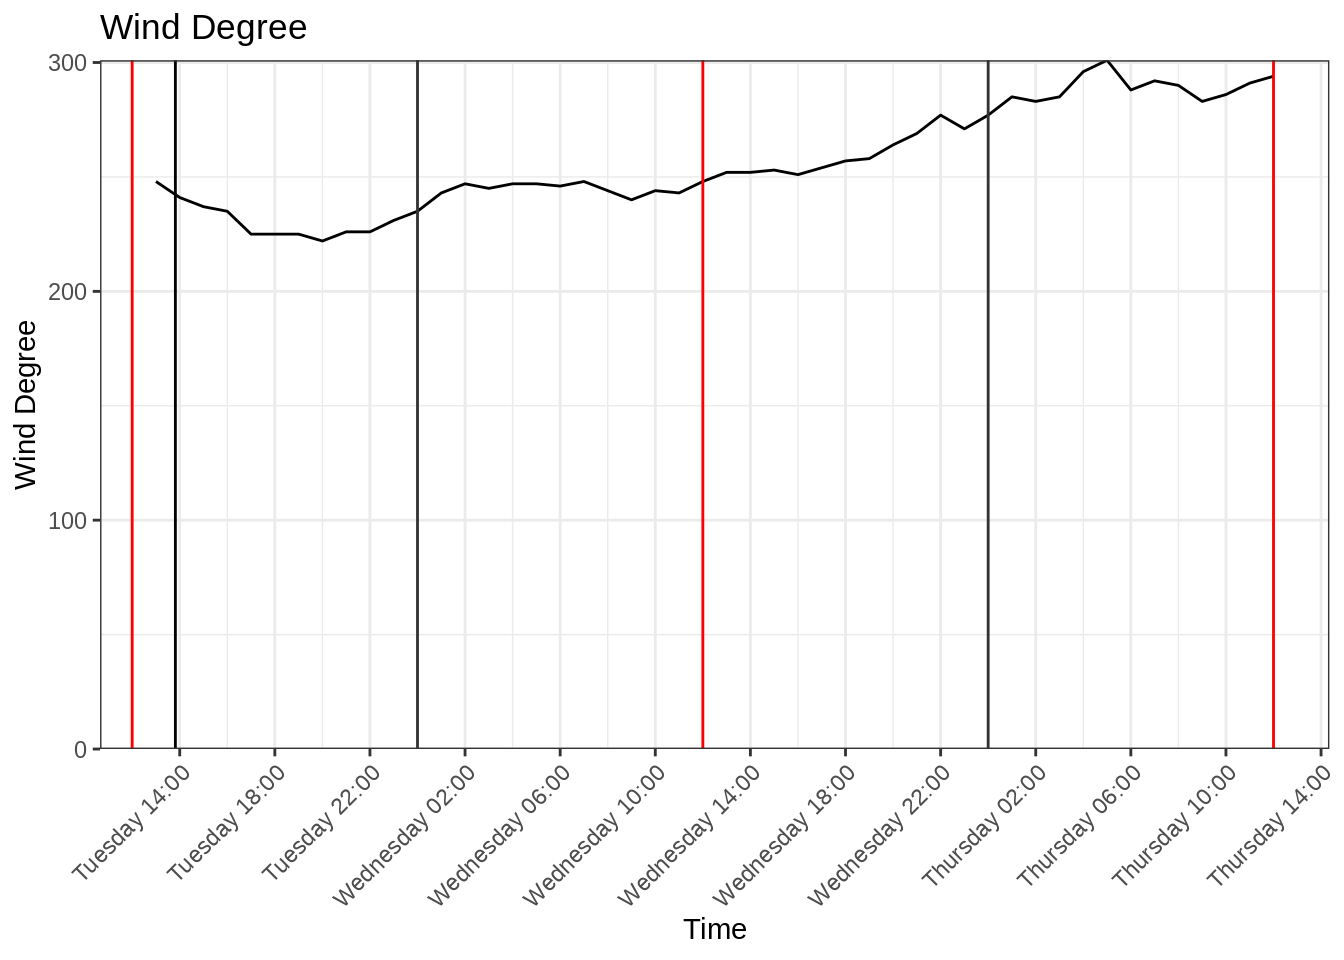 Wind Degree
300
200
100
0
Wind Degree
Tuesday 14:00
Tuesday 18:00
Tuesday 22:00
Wednesday 02:00
Wednesday 06:00
Wednesday 10:00
Wednesday 14:00
Wednesday 18:00
Wednesday 22:00
Thursday 02:00
Thursday 06:00
Thursday 10:00
Thursday 14:00
Time